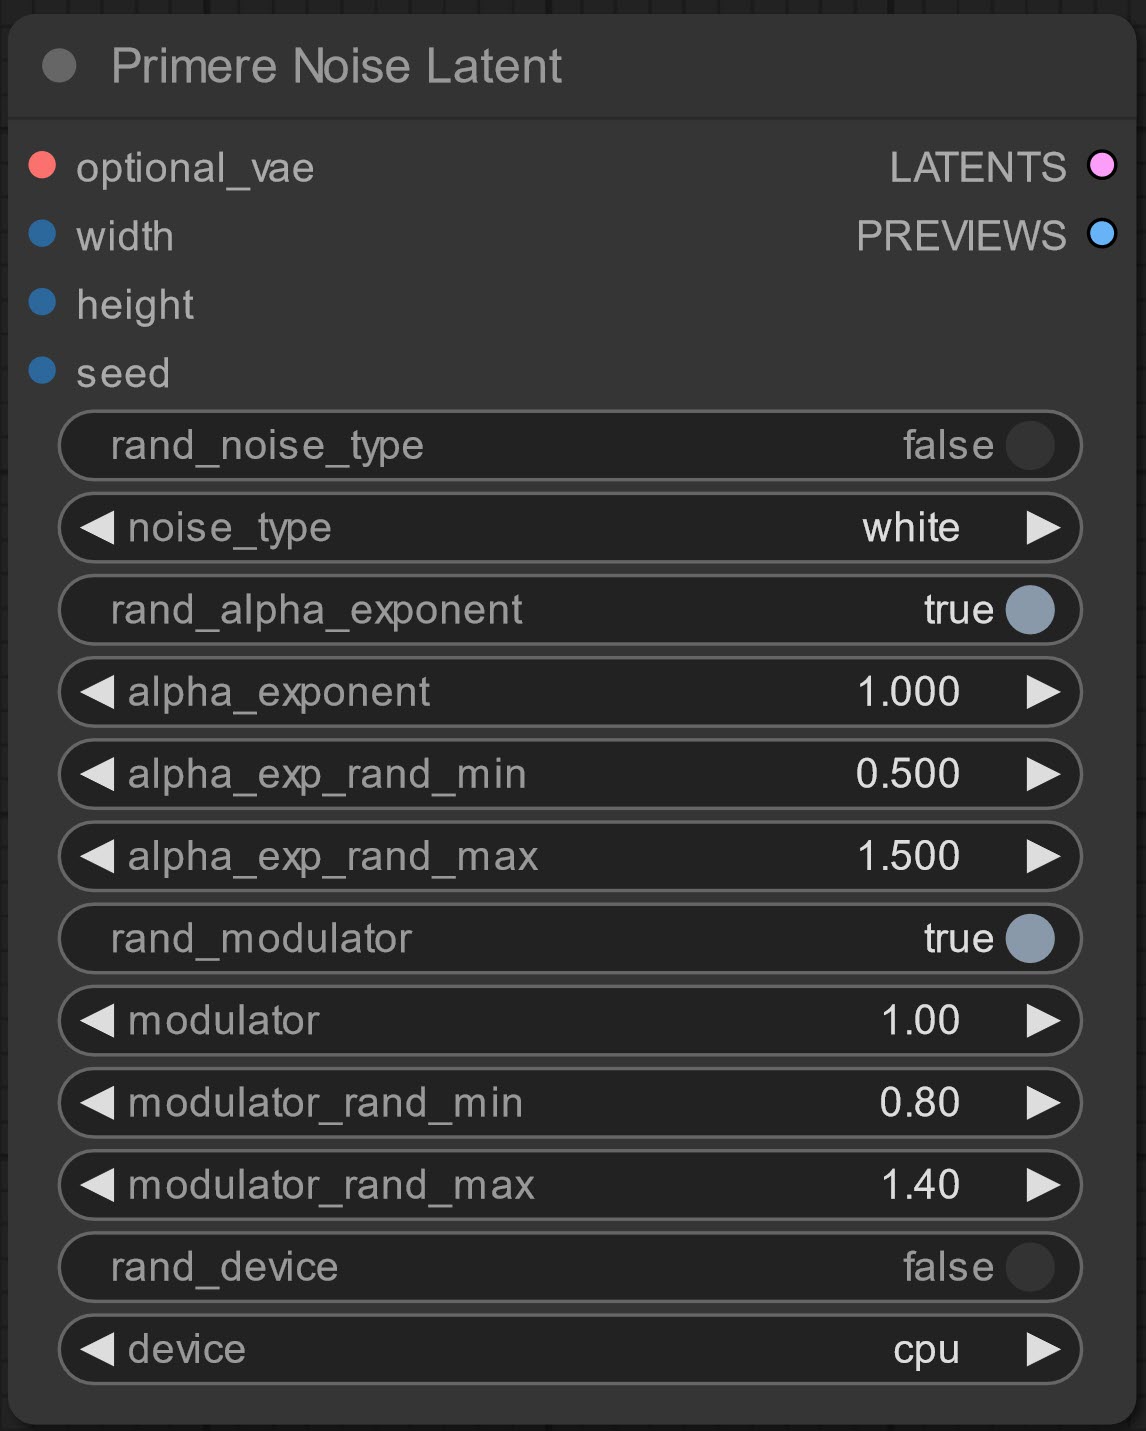 Primere Noise Latent
optional_vae LATENTS
width PREVIEWS
height
seed
rand_noise_type false
noise_type white
rand_alpha_exponent true
alpha_exponent 1.000
alpha_exp_rand_min 0.500
alpha_exp_rand_max 1.500
rand_modulator true
modulator 1.00
modulator_rand_min 0.80
modulator_rand_max 1.40
rand_device false
device cpu